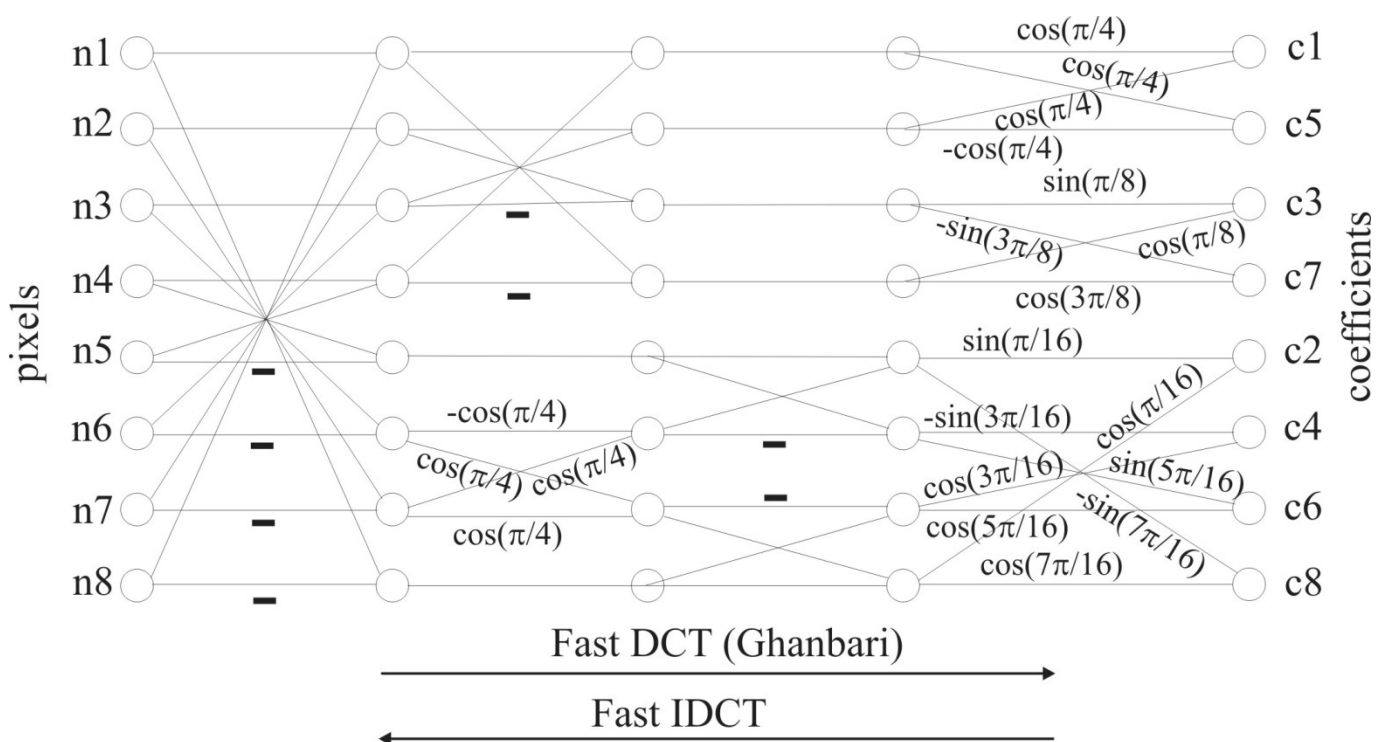 cos(π/4)
n1
c1
cos(π/4)
n2
cos(π/4)
c5
-cos(π/4)
sin(π/8)
n3
c3
-sin(3π/8)
cos(π/8)
n4
c7
cos(3π/8)
pixels
coefficients
sin(π/16)
n5
c2
cos(π/16)
-cos(π/4)
-sin(3π/16)
n6
c4
cos(π/4)
cos(π/4)
cos(3π/16)
sin(5π/16)
n7
c6
cos(π/4)
cos(5π/16)
-sin(7π/16)
cos(7π/16)
n8
c8
Fast DCT (Ghanbari)
Fast IDCT